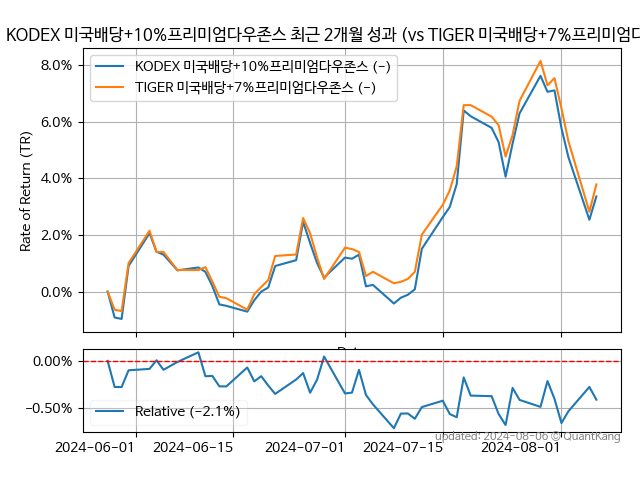 KODEX 미국배당+10%프리미엄다우존스 최근 2개월 성과 (vs TIGER 미국배당+7%프리미엄다
8.0%
6.0%
4.0%
2.0%
0.0%
Rate of Return (TR)
KODEX 미국배당+10%프리미엄다우존스 (-)
TIGER 미국배당+7%프리미엄다우존스 (-)
0.00%
−0.50%
Relative (-2.1%)
2024-06-01 2024-06-15 2024-07-01 2024-07-15 2024-08-01
updated: 2024-08-06 © QuantKang